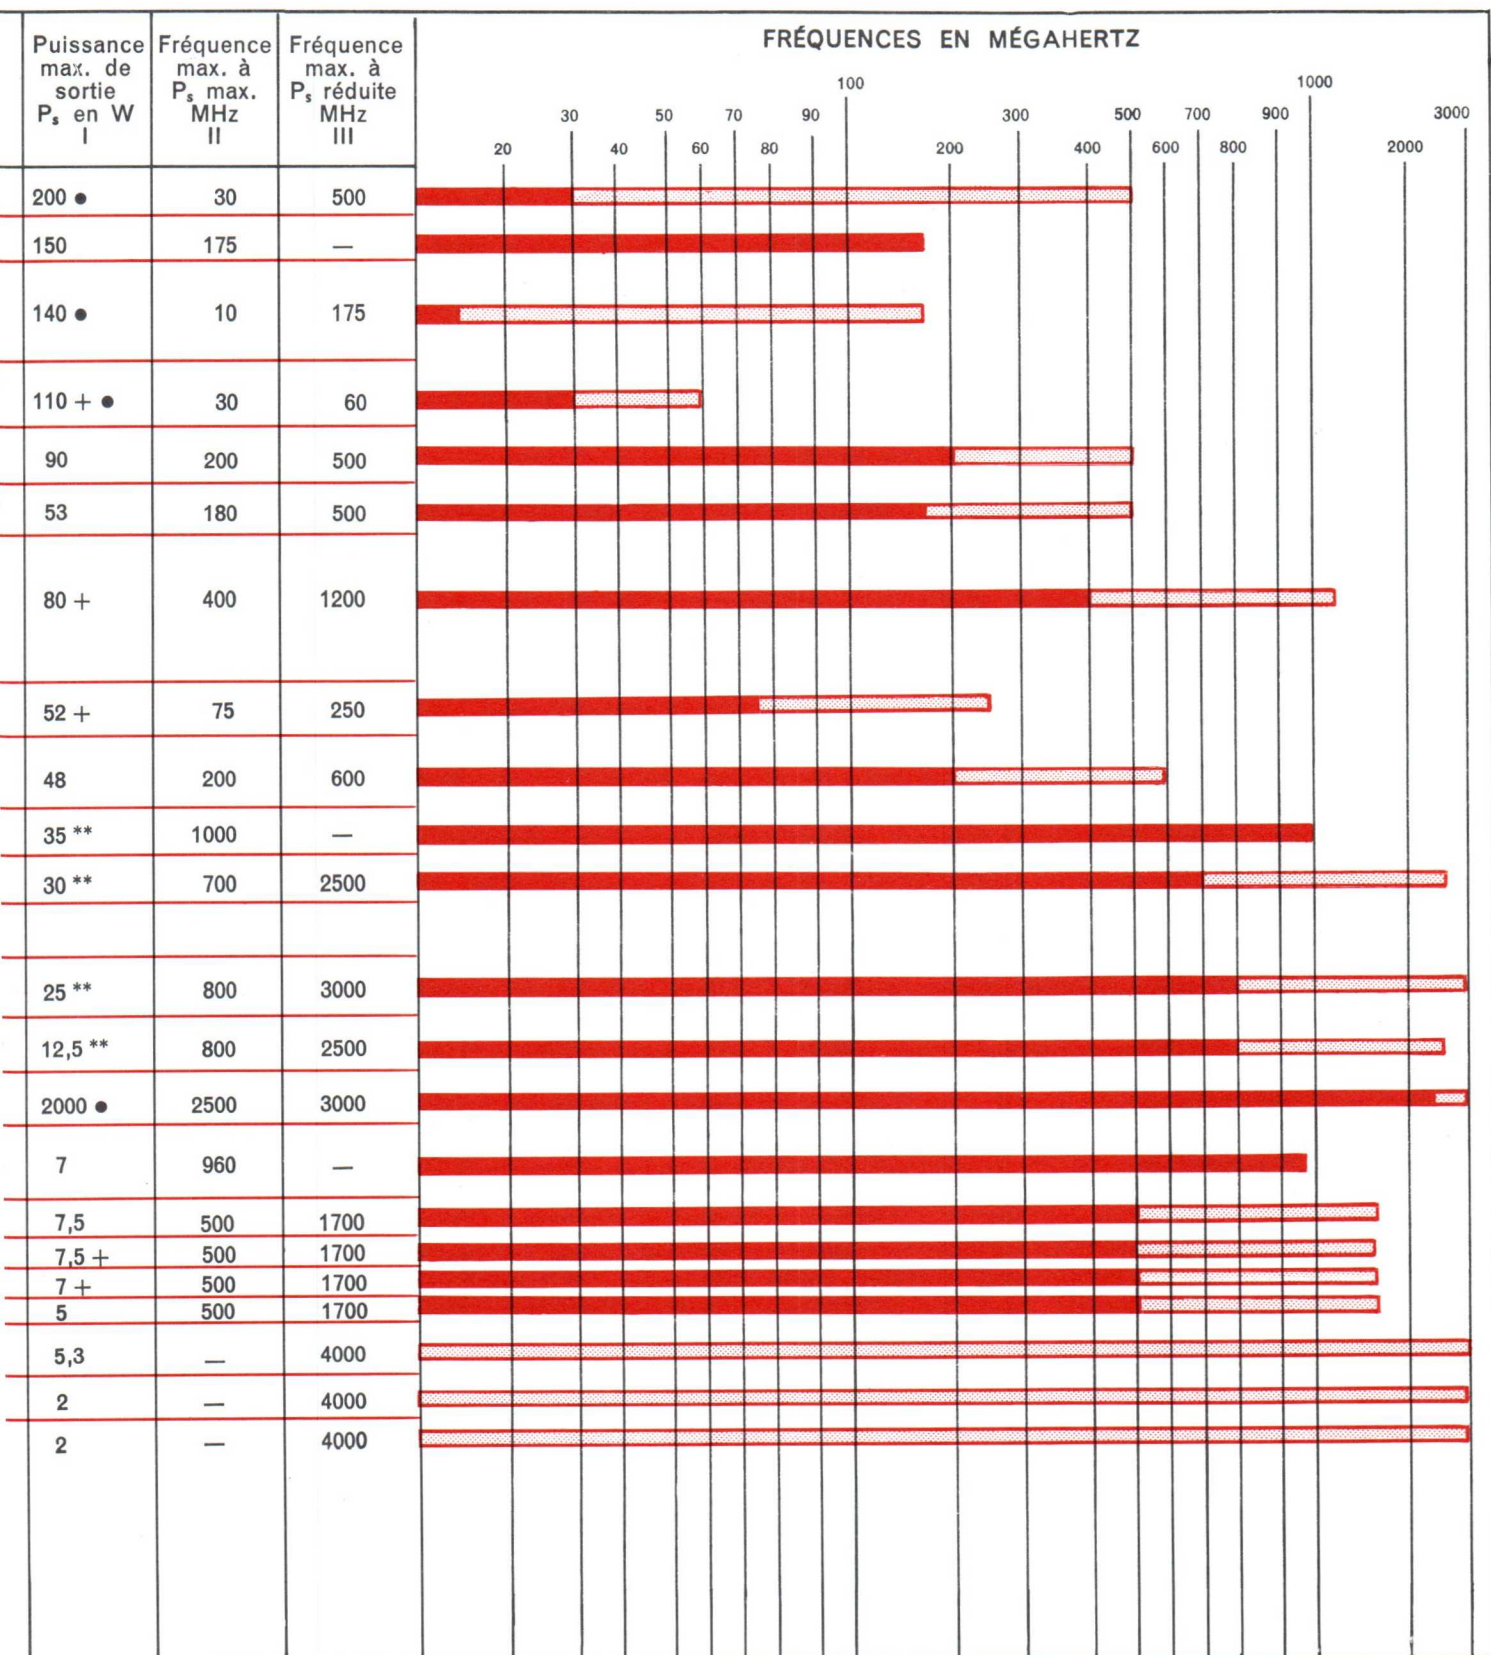 Puissance max. de sortie Ps en W I
Fréquence max. à Ps max. MHz II
Fréquence max. à Ps réduite MHz III
FRÉQUENCES EN MÉGAHERTZ
100 1000
30 50 70 90 300 500 700 900 3000
20 40 60 80 200 400 600 800 2000
200 ● 30 500
150 175 —
140 ● 10 175
110 + ● 30 60
90 200 500
53 180 500
80 + 400 1200
52 + 75 250
48 200 600
35 ** 1000 —
30 ** 700 2500
25 ** 800 3000
12,5 ** 800 2500
2000 ● 2500 3000
7 960 —
7,5 500 1700
7,5 + 500 1700
7 + 500 1700
5 500 1700
5,3 — 4000
2 — 4000
2 — 4000